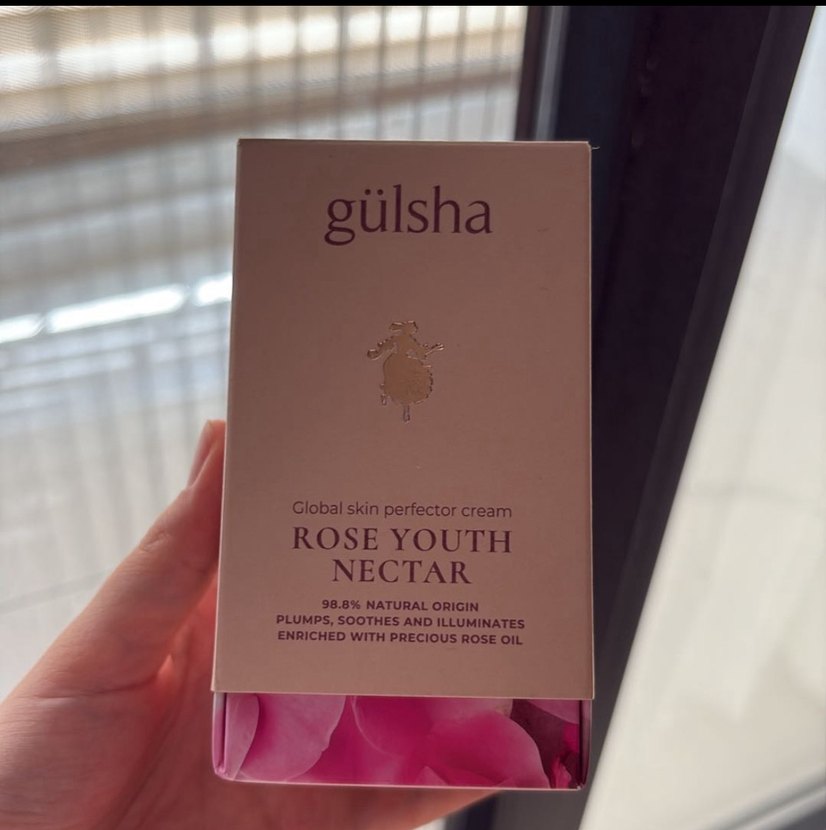 gülsha
Global skin perfector cream
ROSE YOUTH
NECTAR
98.8% NATURAL ORIGIN
PLUMPS, SOOTHES AND ILLUMINATES
ENRICHED WITH PRECIOUS ROSE OIL